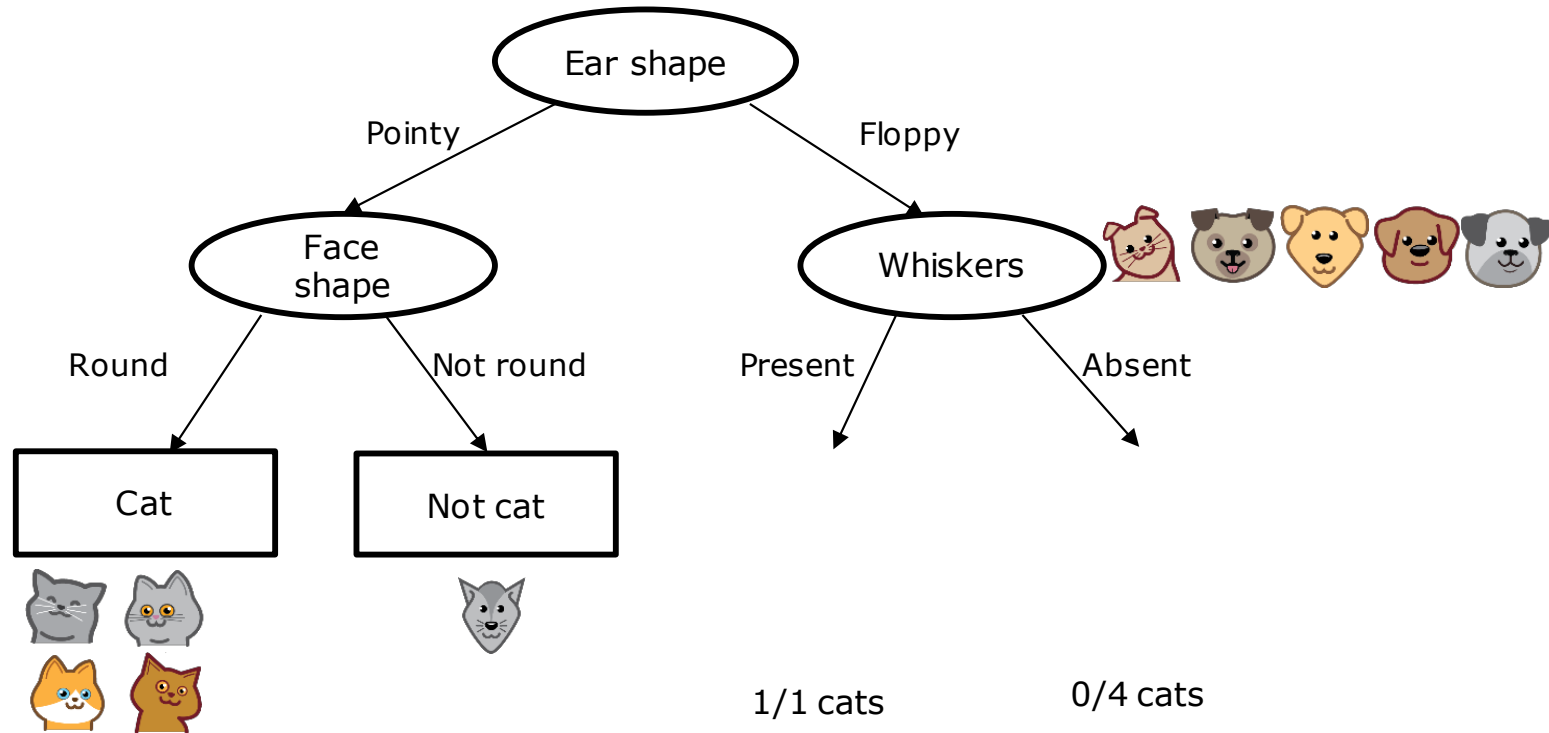 Ear shape
Pointy
Floppy
Face
shape
Whiskers
Round
Not round
Present
Absent
Cat
Not cat
1/1 cats
0/4 cats